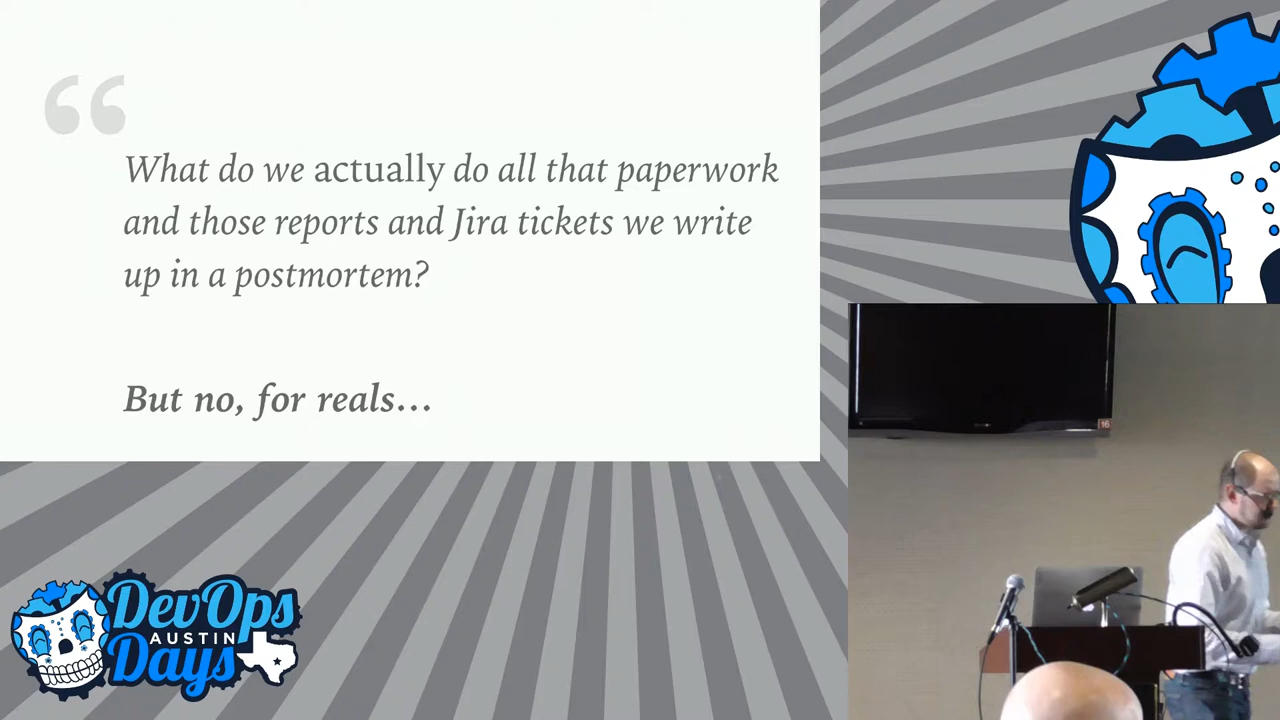 What do we actually do all that paperwork
and those reports and Jira tickets we write
up in a postmortem?
But no, for reals...
16
DevOps
AUSTIN
Days